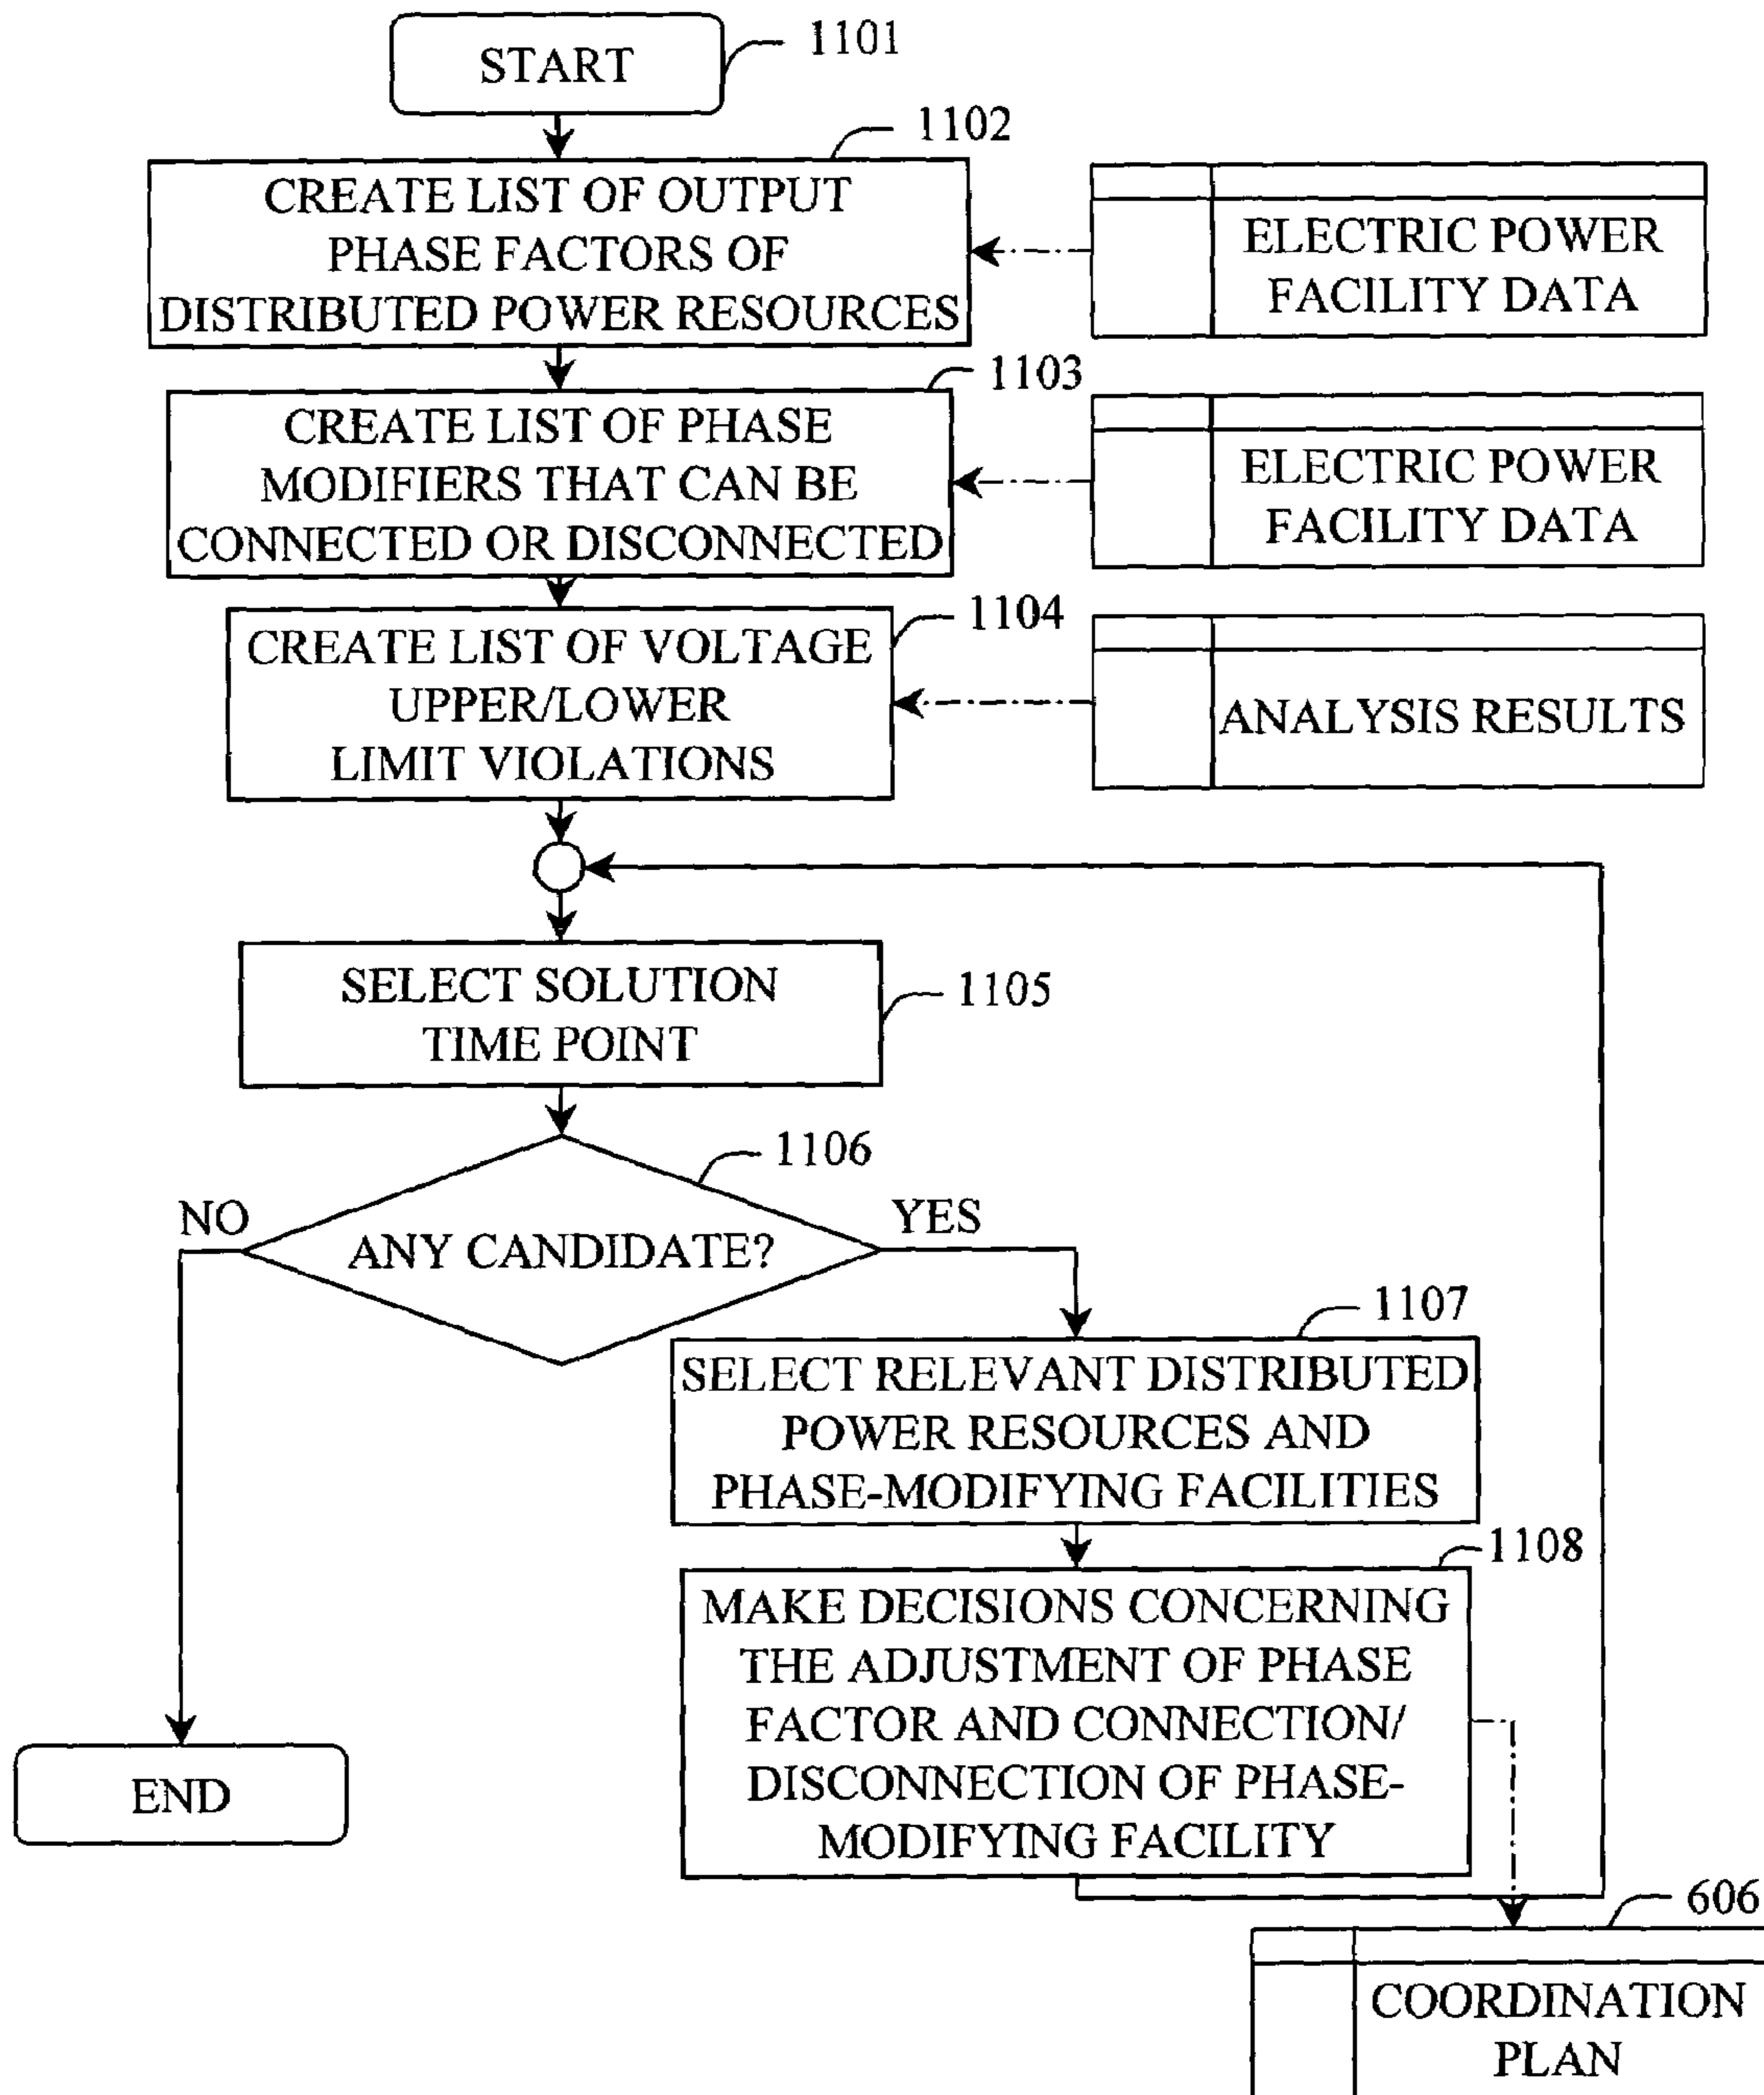 START
1101
1102
CREATE LIST OF OUTPUT
PHASE FACTORS OF
DISTRIBUTED POWER RESOURCES
ELECTRIC POWER
FACILITY DATA
1103
CREATE LIST OF PHASE
MODIFIERS THAT CAN BE
CONNECTED OR DISCONNECTED
ELECTRIC POWER
FACILITY DATA
1104
CREATE LIST OF VOLTAGE
UPPER/LOWER
LIMIT VIOLATIONS
ANALYSIS RESULTS
SELECT SOLUTION
TIME POINT
1105
1106
NO
ANY CANDIDATE?
YES
1107
SELECT RELEVANT DISTRIBUTED
POWER RESOURCES AND
PHASE-MODIFYING FACILITIES
1108
MAKE DECISIONS CONCERNING
THE ADJUSTMENT OF PHASE
FACTOR AND CONNECTION/
DISCONNECTION OF PHASE-
MODIFYING FACILITY
END
606
COORDINATION
PLAN